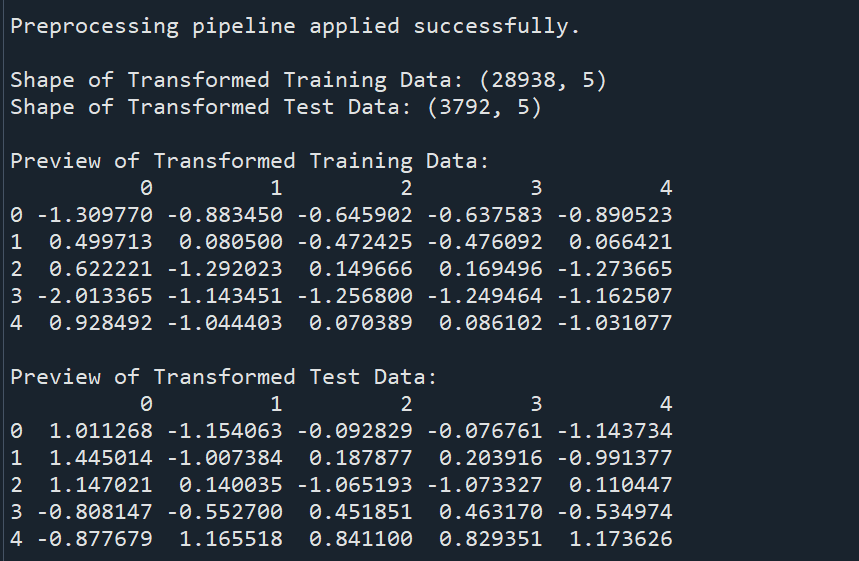 Preprocessing pipeline applied successfully.
Shape of Transformed Training Data: (28938, 5)
Shape of Transformed Test Data: (3792, 5)
Preview of Transformed Training Data:
          0         1         2         3         4
0 -1.309770 -0.883450 -0.645902 -0.637583 -0.890523
1  0.499713  0.080500 -0.472425 -0.476092  0.066421
2  0.622221 -1.292023  0.149666  0.169496 -1.273665
3 -2.013365 -1.143451 -1.256800 -1.249464 -1.162507
4  0.928492 -1.044403  0.070389  0.086102 -1.031077
Preview of Transformed Test Data:
          0         1         2         3         4
0  1.011268 -1.154063 -0.092829 -0.076761 -1.143734
1  1.445014 -1.007384  0.187877  0.203916 -0.991377
2  1.147021  0.140035 -1.065193 -1.073327  0.110447
3 -0.808147 -0.552700  0.451851  0.463170 -0.534974
4 -0.877679  1.165518  0.841100  0.829351  1.173626